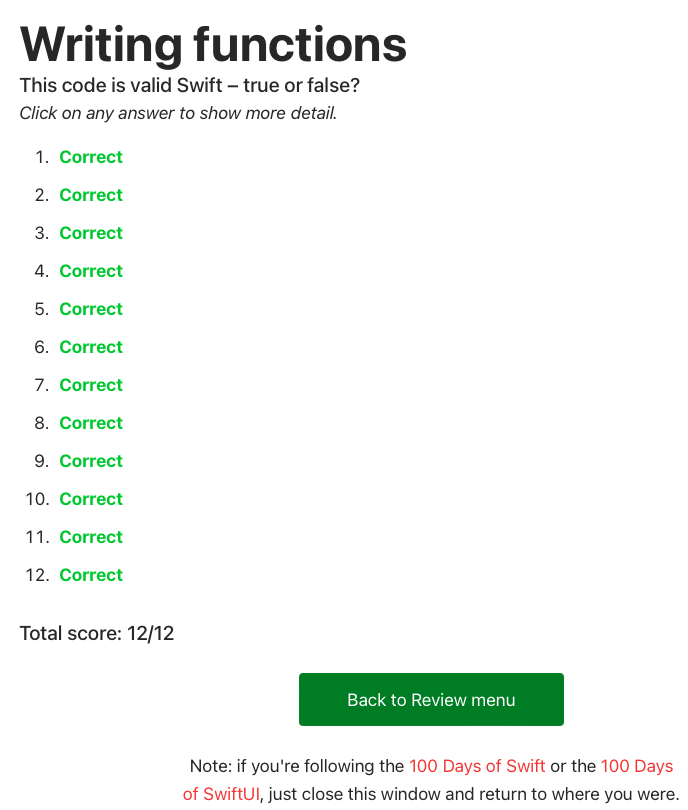 Writing functions
This code is valid Swift – true or false?
Click on any answer to show more detail.
1. Correct
2. Correct
3. Correct
4. Correct
5. Correct
6. Correct
7. Correct
8. Correct
9. Correct
10. Correct
11. Correct
12. Correct
Total score: 12/12
Back to Review menu
Note: if you're following the 100 Days of Swift or the 100 Days
of SwiftUI, just close this window and return to where you were.